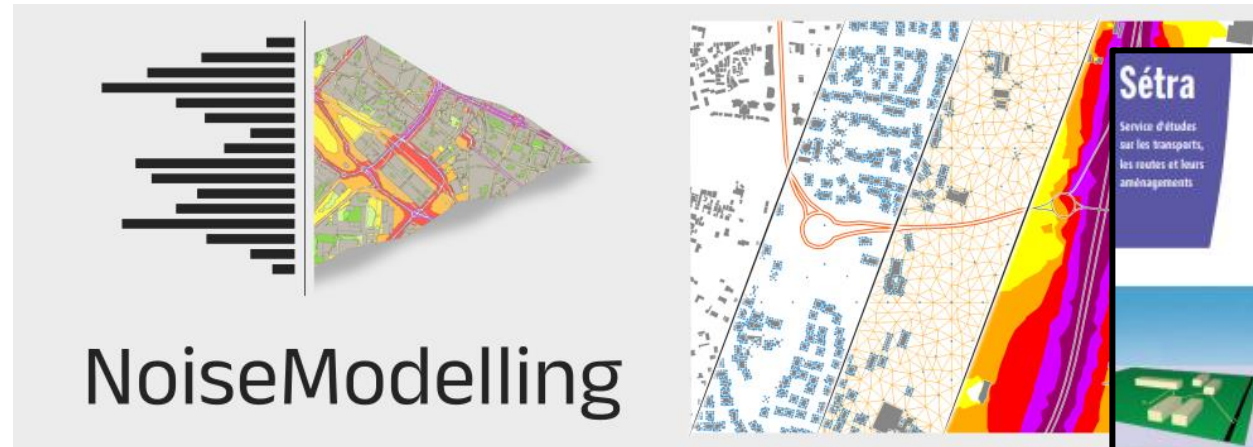 NoiseModelling
Sétra
Service d'études
sur les transports,
les routes et leurs
aménagements